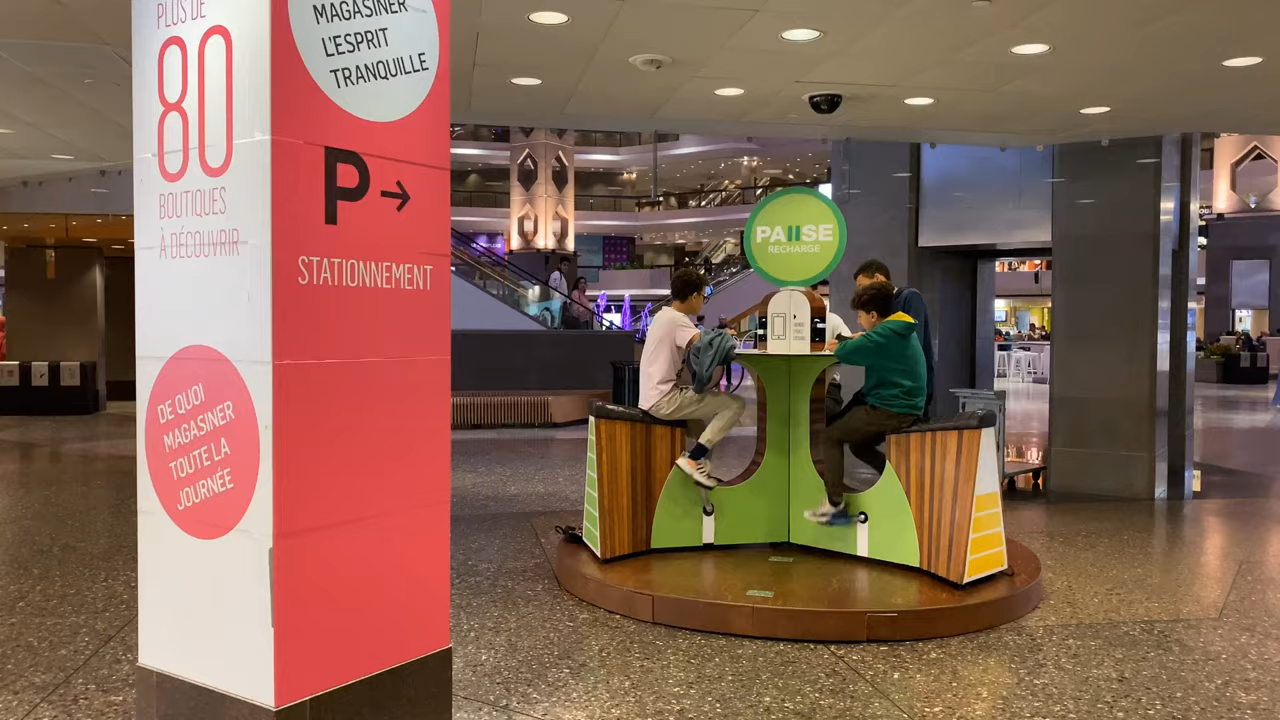 PLUS DE
80
BOUTIQUES
À DÉCOUVRIR
DE QUOI
MAGASINER
TOUTE LA
JOURNÉE
MAGASINER
L'ESPRIT
TRANQUILLE
P→
STATIONNEMENT
PAUSE
RECHARGE